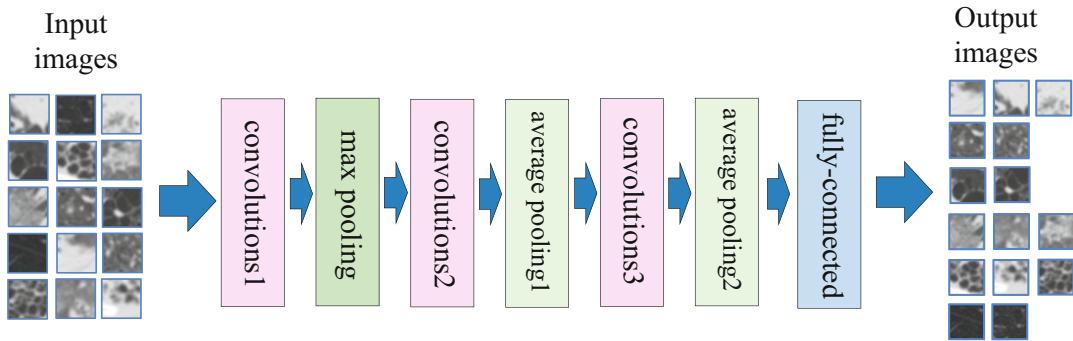 Input
images
convolutions1
max pooling
convolutions2
average pooling1
convolutions3
average pooling2
fully-connected
Output
images